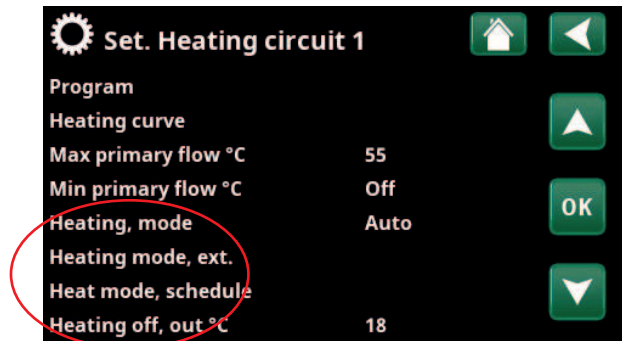 Set. Heating circuit 1
Program
Heating curve
Max primary flow °C 55
Min primary flow °C Off
Heating, mode Auto
OK
Heating mode, ext.
Heat mode, schedule
Heating off, out °C 18